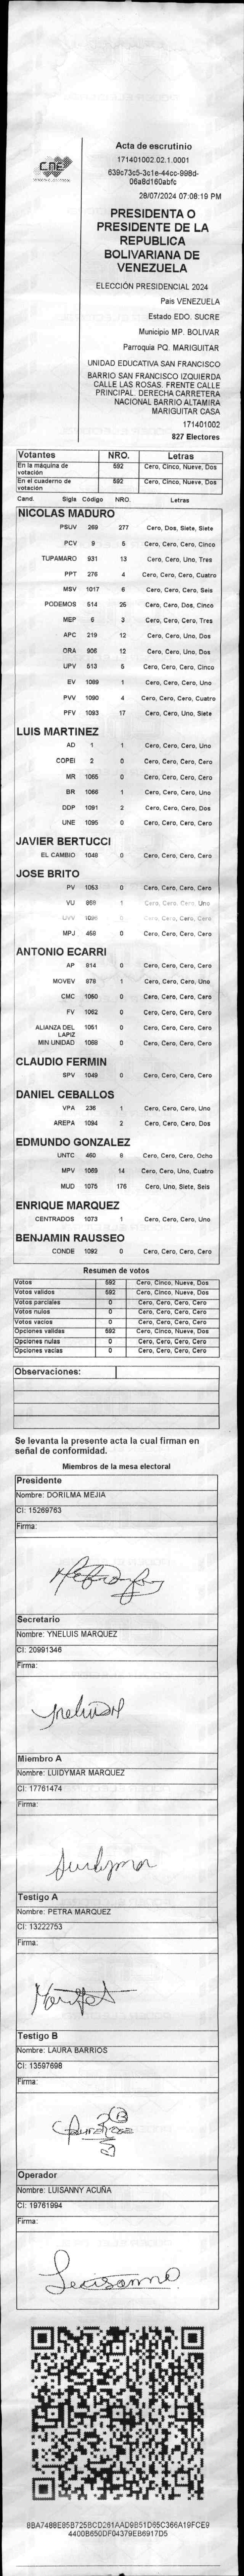 CNE
Acta de escrutinio
171401002.02.1.0001
639c73c5-3c1e-44cc-998d-
06a8d160abfc
28/07/2024 07:08:19 PM
PRESIDENTA O
PRESIDENTE DE LA
REPUBLICA
BOLIVARIANA DE
VENEZUELA
ELECCIÓN PRESIDENCIAL 2024
Pais VENEZUELA
Estado EDO. SUCRE
Municipio MP. BOLIVAR
Parroquia PQ. MARIGUITAR
UNIDAD EDUCATIVA SAN FRANCISCO
BARRIO SAN FRANCISCO IZQUIERDA
CALLE LAS ROSAS. FRENTE CALLE
PRINCIPAL. DERECHA CARRETERA
NACIONAL BARRIO ALTAMIRA
MARIGUITAR CASA
171401002
827 Electores
Votantes NRO. Letras
En la máquina de votación 592 Cero, Cinco, Nueve, Dos
En el cuaderno de votación 592 Cero, Cinco, Nueve, Dos
Cand. Sigla Código NRO. Letras
NICOLAS MADURO
PSUV 269 277 Cero, Dos, Siete, Siete
PCV 9 5 Cero, Cero, Cero, Cinco
TUPAMARO 931 13 Cero, Cero, Uno, Tres
PPT 276 4 Cero, Cero, Cero, Cuatro
MSV 1017 6 Cero, Cero, Cero, Seis
PODEMOS 514 25 Cero, Cero, Dos, Cinco
MEP 6 3 Cero, Cero, Cero, Tres
APC 219 12 Cero, Cero, Uno, Dos
ORA 906 12 Cero, Cero, Uno, Dos
UPV 513 5 Cero, Cero, Cero, Cinco
EV 1089 1 Cero, Cero, Cero, Uno
PVV 1090 4 Cero, Cero, Cero, Cuatro
PFV 1093 17 Cero, Cero, Uno, Siete
LUIS MARTINEZ
AD 1 1 Cero, Cero, Cero, Uno
COPEI 2 0 Cero, Cero, Cero, Cero
MR 1065 0 Cero, Cero, Cero, Cero
BR 1066 1 Cero, Cero, Cero, Uno
DDP 1091 2 Cero, Cero, Cero, Dos
UNE 1095 0 Cero, Cero, Cero, Cero
JAVIER BERTUCCI
EL CAMBIO 1048 0 Cero, Cero, Cero, Cero
JOSE BRITO
PV 1053 0 Cero, Cero, Cero, Cero
VU 959 1 Cero, Cero, Cero, Uno
UVV Cero, Cero, Cero, Cero
MPJ 458 0 Cero, Cero, Cero, Cero
ANTONIO ECARRI
AP 814 0 Cero, Cero, Cero, Cero
MOVEV 878 1 Cero, Cero, Cero, Uno
CMC 1050 0 Cero, Cero, Cero, Cero
FV 1062 0 Cero, Cero, Cero, Cero
ALIANZA DEL LAPIZ 1051 0 Cero, Cero, Cero, Cero
MIN UNIDAD 1088 0 Cero, Cero, Cero, Cero
CLAUDIO FERMIN
SPV 1049 0 Cero, Cero, Cero, Cero
DANIEL CEBALLOS
VPA 236 1 Cero, Cero, Cero, Uno
AREPA 1094 2 Cero, Cero, Cero, Dos
EDMUNDO GONZALEZ
UNTC 460 8 Cero, Cero, Cero, Ocho
MPV 1069 14 Cero, Cero, Uno, Cuatro
MUD 1075 176 Cero, Uno, Siete, Seis
ENRIQUE MARQUEZ
CENTRADOS 1073 1 Cero, Cero, Cero, Uno
BENJAMIN RAUSSEO
CONDE 1092 0 Cero, Cero, Cero, Cero
Resumen de votos
Votos 592 Cero, Cinco, Nueve, Dos
Votos validos 592 Cero, Cinco, Nueve, Dos
Votos parciales 0 Cero, Cero, Cero, Cero
Votos nulos 0 Cero, Cero, Cero, Cero
Votos vacios 0 Cero, Cero, Cero, Cero
Opciones validas 592 Cero, Cinco, Nueve, Dos
Opciones nulas 0 Cero, Cero, Cero, Cero
Opciones vacias 0 Cero, Cero, Cero, Cero
Observaciones:
Se levanta la presente acta la cual firman en
señal de conformidad.
Miembros de la mesa electoral
Presidente
Nombre: DORILMA MEJIA
CI: 15269763
Firma:
Secretario
Nombre: YNELUIS MARQUEZ
CI: 20991346
Firma:
Miembro A
Nombre: LUIDYMAR MARQUEZ
CI: 17761474
Firma:
Testigo A
Nombre: PETRA MARQUEZ
CI: 13222753
Firma:
Testigo B
Nombre: LAURA BARRIOS
CI: 13597698
Firma:
Operador
Nombre: LUISANNY ACUÑA
CI: 19761994
Firma:
8BA7488E85B725BCD261AAD9B51D65C366A19FCE9
4400B650DF04379EB6917D5